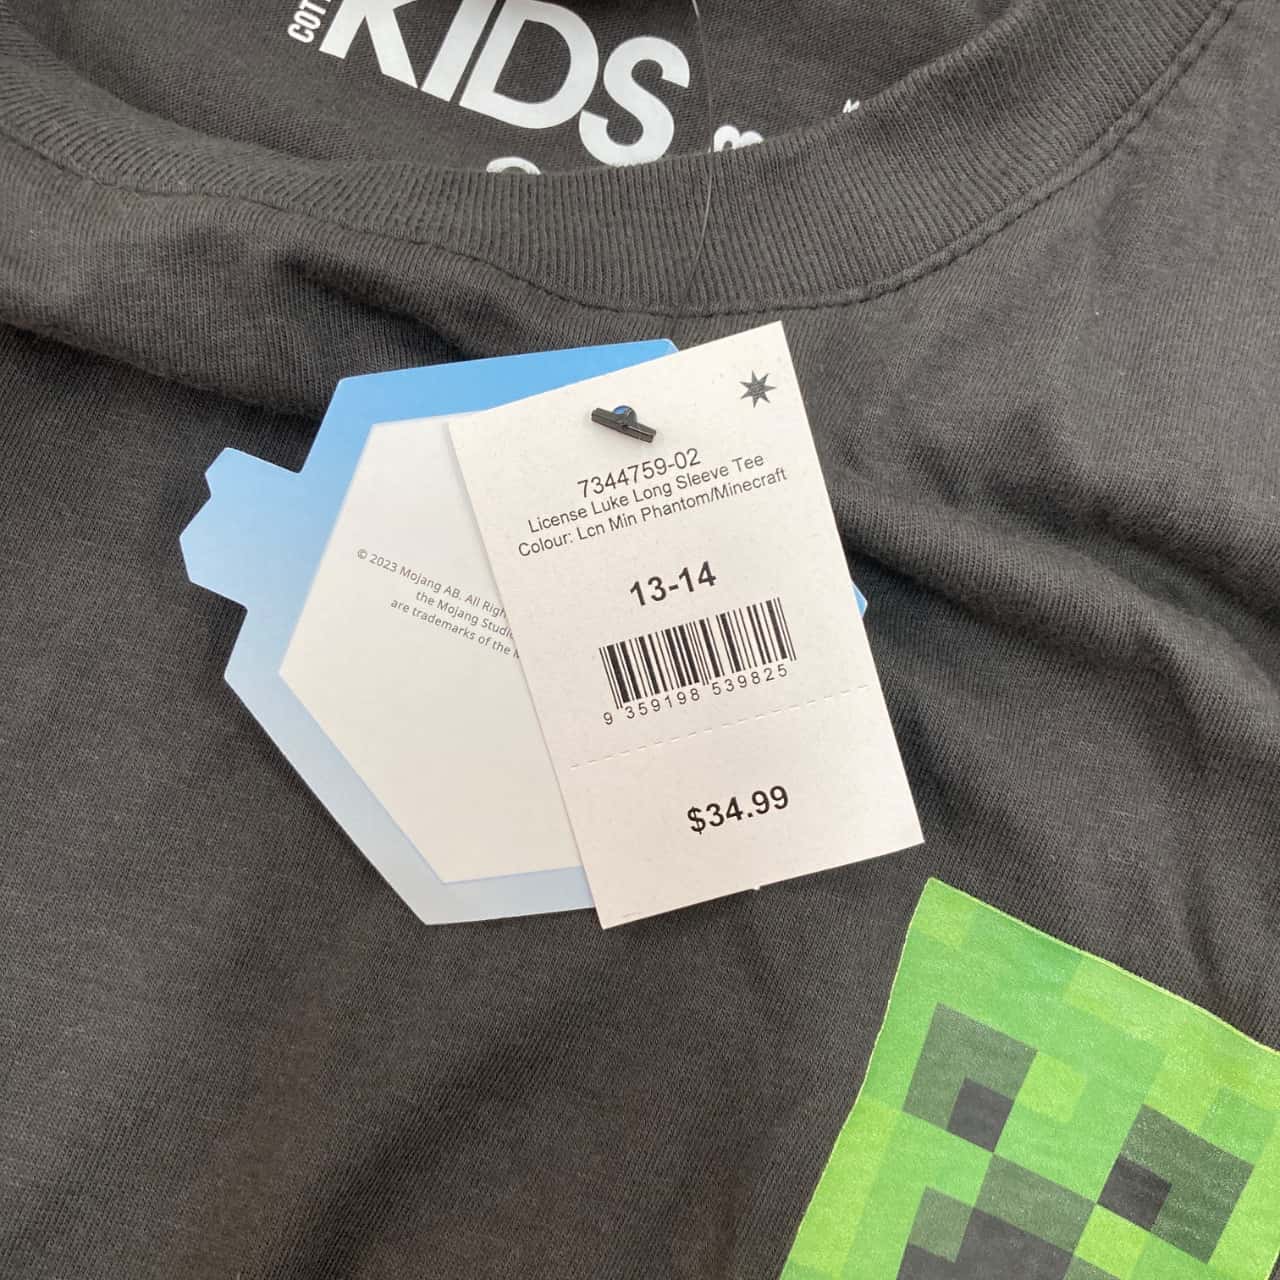 COT
KIDS
7344759-02
License Luke Long Sleeve Tee
Colour: Lcn Min Phantom/Minecraft
13-14
9 359198 539825
$34.99
© 2023 Mojang AB. All Righ
the Mojang Studi
are trademarks of the